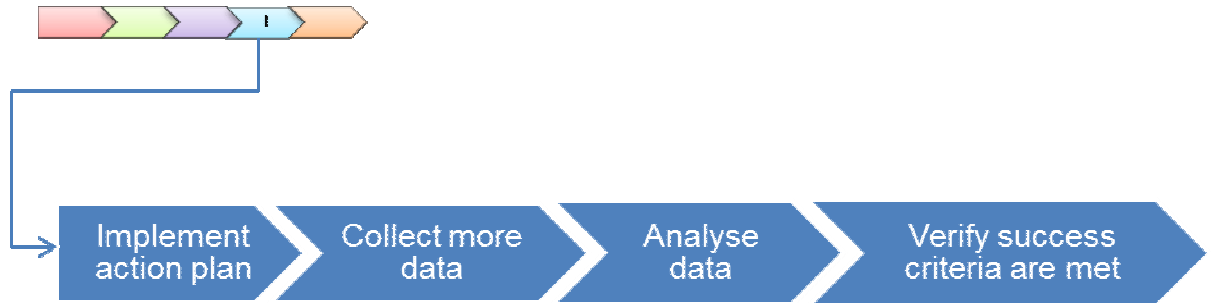 I
Implement
action plan
Collect more
data
Analyse
data
Verify success
criteria are met